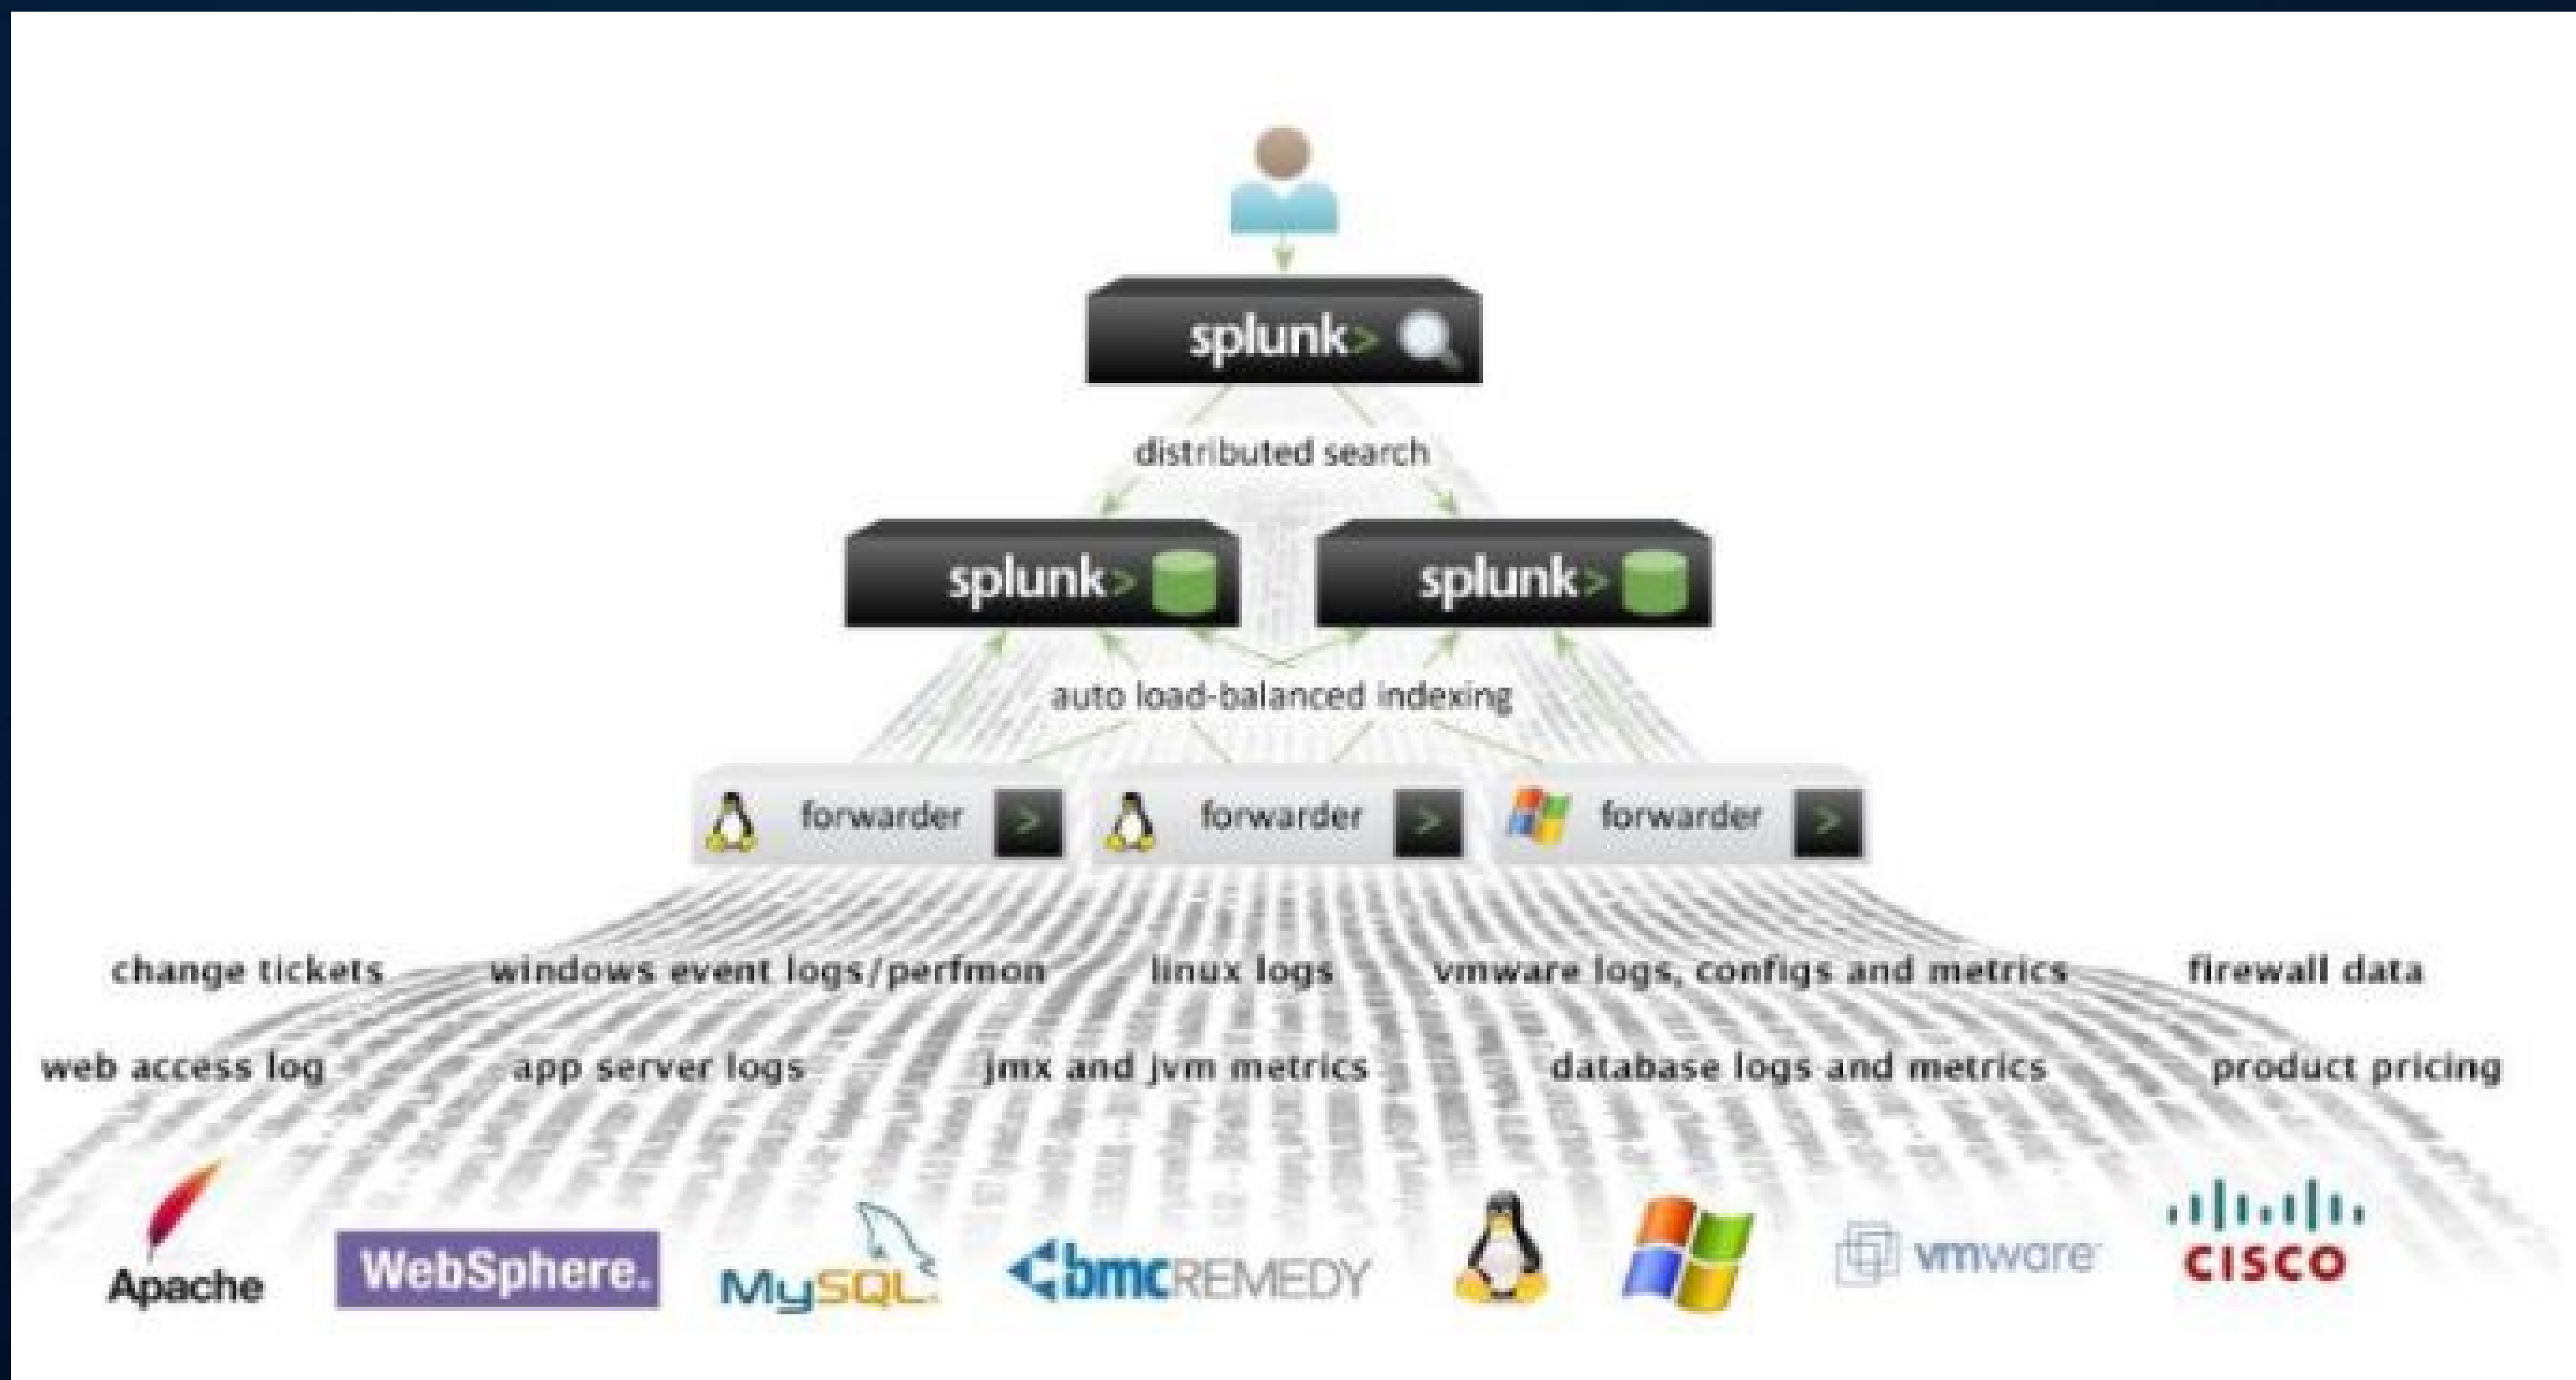 splunk>
distributed search
splunk> splunk>
auto load-balanced indexing
forwarder > forwarder > forwarder >
change tickets windows event logs/perfmon linux logs vmware logs, configs and metrics firewall data
web access log app server logs jmx and jvm metrics database logs and metrics product pricing
Apache WebSphere. MySQL. bmcREMEDY vmware CISCO